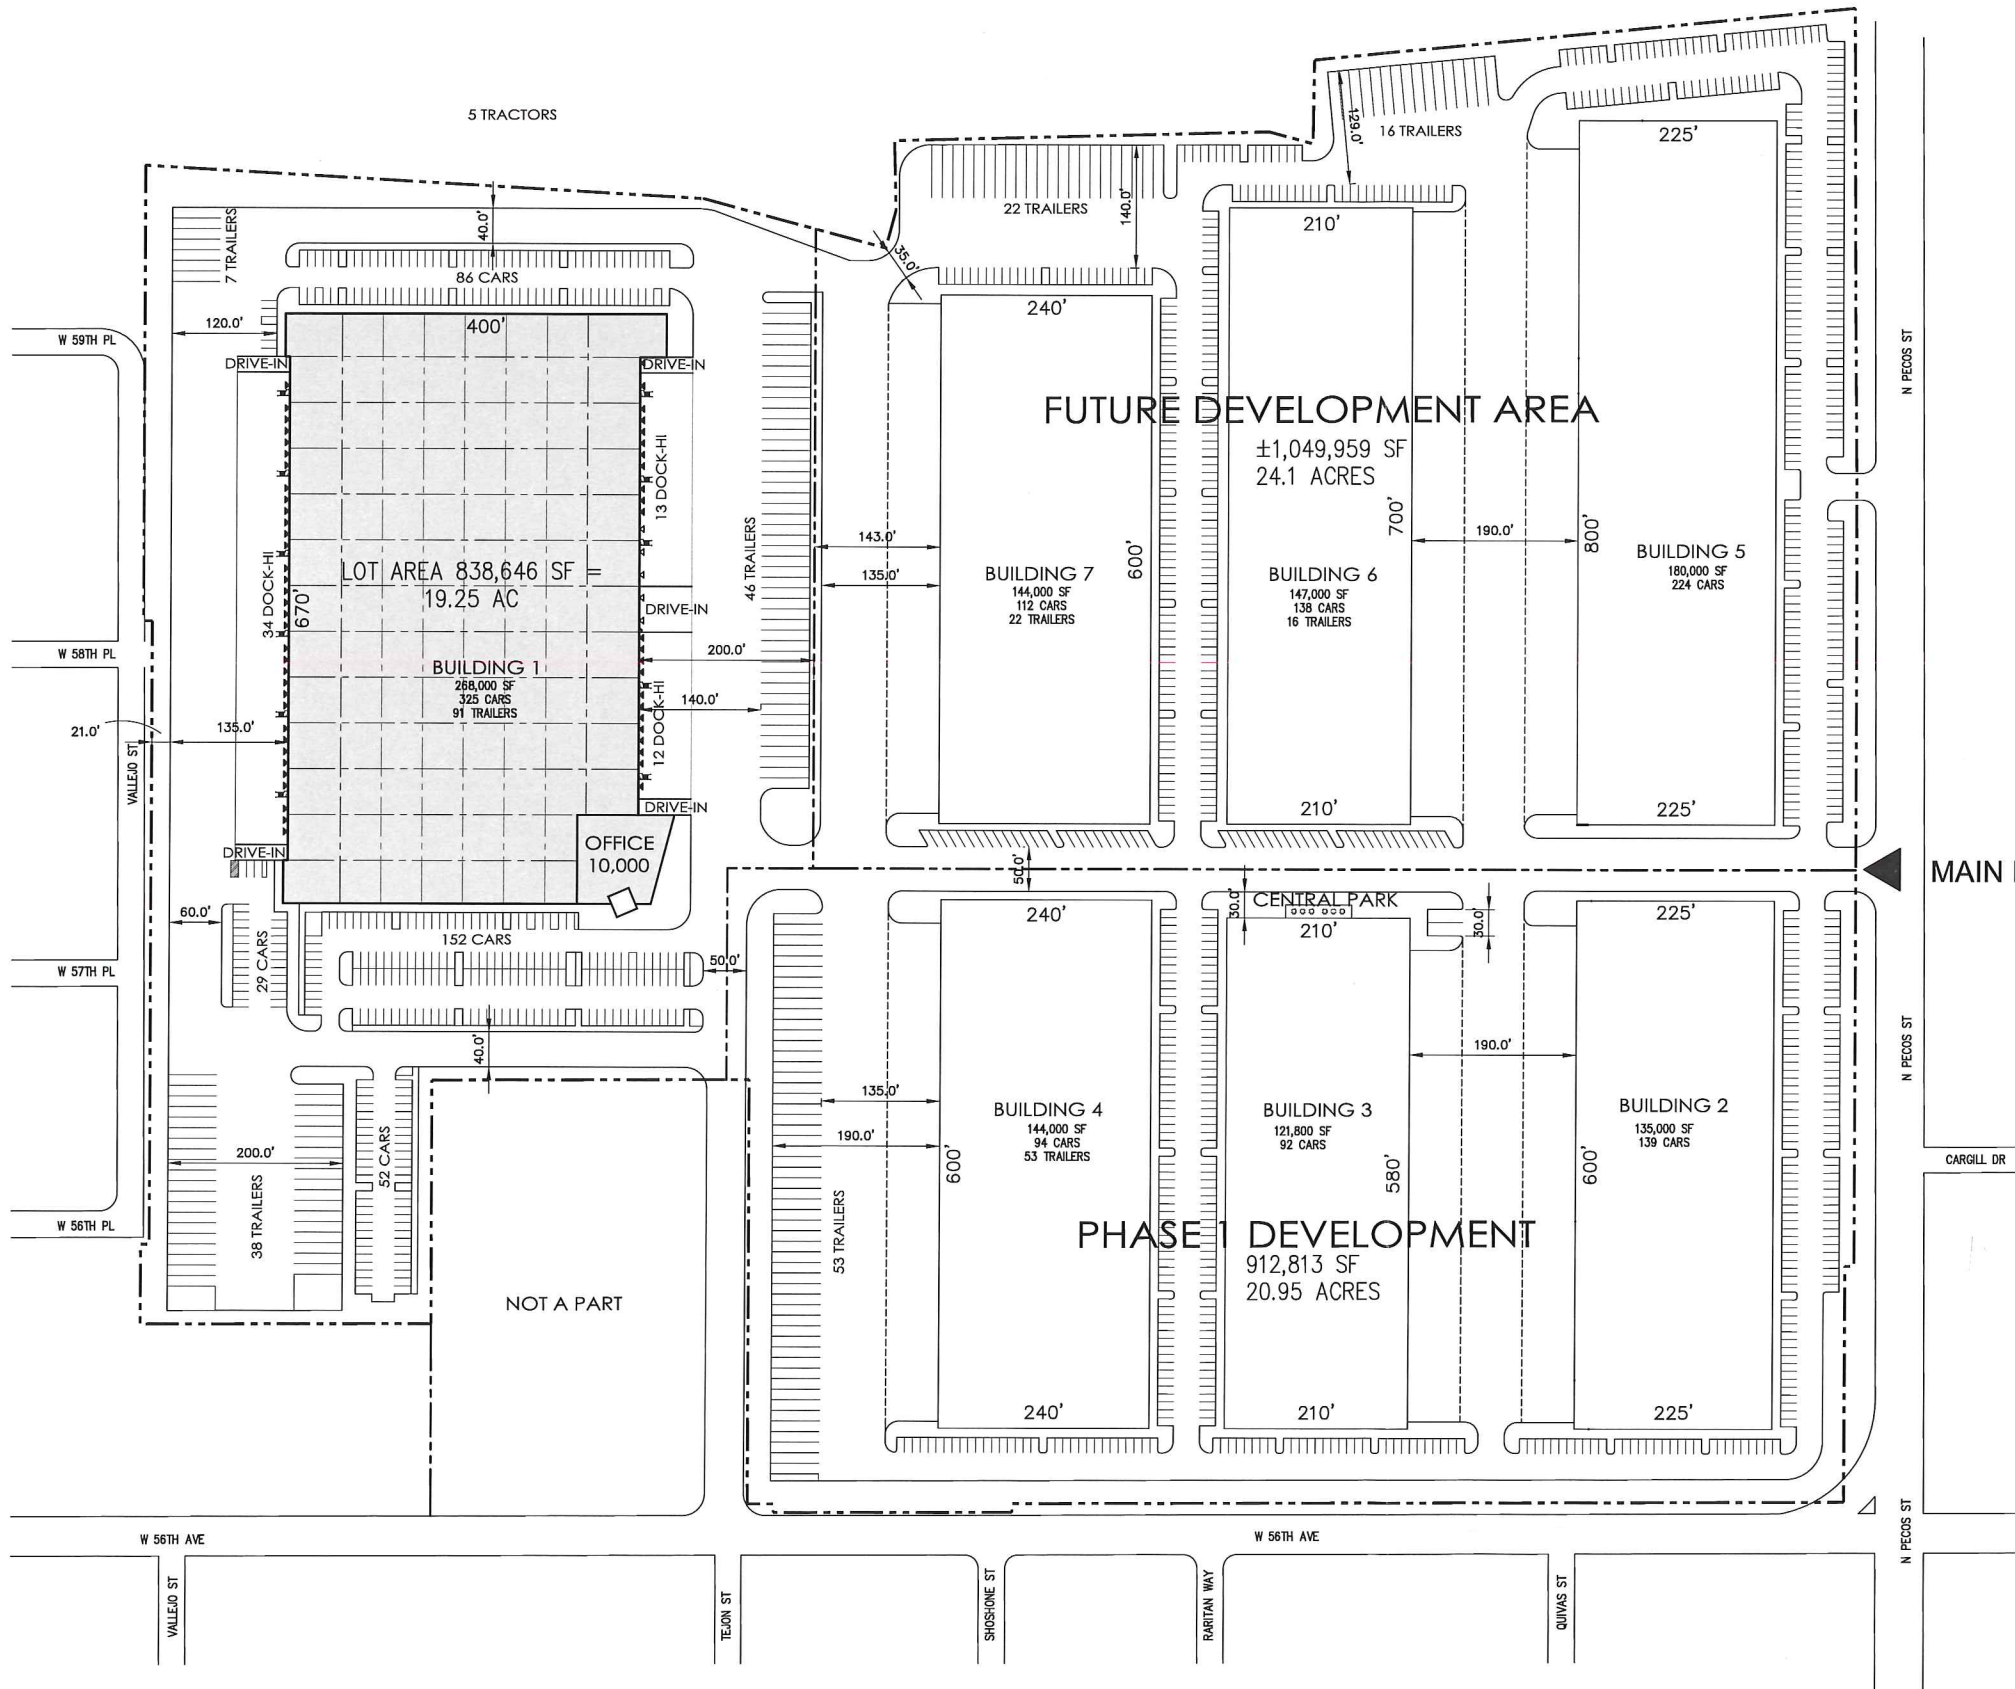 5 TRACTORS
7 TRAILERS
40.0'
86 CARS
120.0'
400'
DRIVE-IN
DRIVE-IN
34 DOCK-HI
13 DOCK-HI
LOT AREA 838,646 SF =
19.25 AC
670'
BUILDING 1
268,000 SF
325 CARS
91 TRAILERS
DRIVE-IN
200.0'
140.0'
12 DOCK-HI
DRIVE-IN
46 TRAILERS
21.0'
135.0'
DRIVE-IN
OFFICE
10,000
60.0'
29 CARS
152 CARS
50.0'
40.0'
200.0'
38 TRAILERS
52 CARS
NOT A PART
W 59TH PL
W 58TH PL
VALLEJO ST
W 57TH PL
W 56TH PL
FUTURE DEVELOPMENT AREA
±1,049,959 SF
24.1 ACRES
22 TRAILERS
140.0'
35.0'
240'
143.0'
135.0'
600'
BUILDING 7
144,000 SF
112 CARS
22 TRAILERS
129.0'
16 TRAILERS
210'
700'
BUILDING 6
147,000 SF
138 CARS
16 TRAILERS
210'
190.0'
225'
800'
BUILDING 5
180,000 SF
224 CARS
225'
N PECOS ST
50.0'
MAIN
30.0'
CENTRAL PARK
30.0'
240'
210'
225'
190.0'
135.0'
190.0'
BUILDING 4
144,000 SF
94 CARS
53 TRAILERS
600'
53 TRAILERS
240'
BUILDING 3
121,800 SF
92 CARS
580'
210'
BUILDING 2
135,000 SF
139 CARS
600'
225'
PHASE 1 DEVELOPMENT
912,813 SF
20.95 ACRES
N PECOS ST
CARGILL DR
W 56TH AVE
W 56TH AVE
N PECOS ST
VALLEJO ST
TEJON ST
SHOSHONE ST
RARITAN WAY
QUIVAS ST